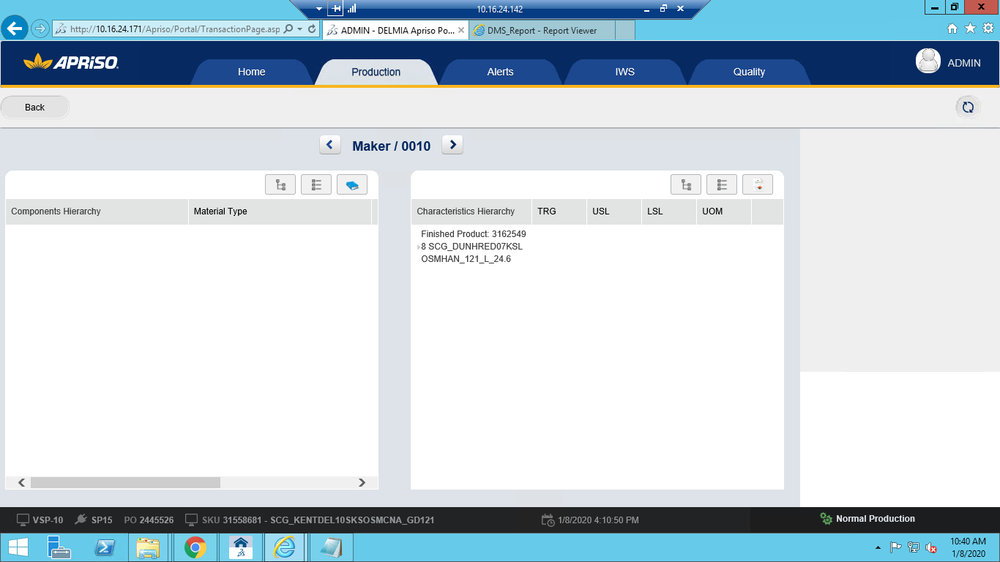 10.16.24.142
http://10.16.24.171/Apriso/Portal/TransactionPage.asp
ADMIN - DELMIA Apriso Po...
DMS_Report - Report Viewer
APRISO
Home
Production
Alerts
IWS
Quality
ADMIN
Back
Maker / 0010
Components Hierarchy
Material Type
Characteristics Hierarchy
TRG
USL
LSL
UOM
Finished Product: 3162549
8 SCG_DUNHRED07KSL
OSMHAN_121_L_24.6
VSP-10
SP15
PO 2445526
SKU 31558681 - SCG_KENTDEL10SKSOSMCNA_GD121
1/8/2020 4:10:50 PM
Normal Production
10:40 AM
1/8/2020